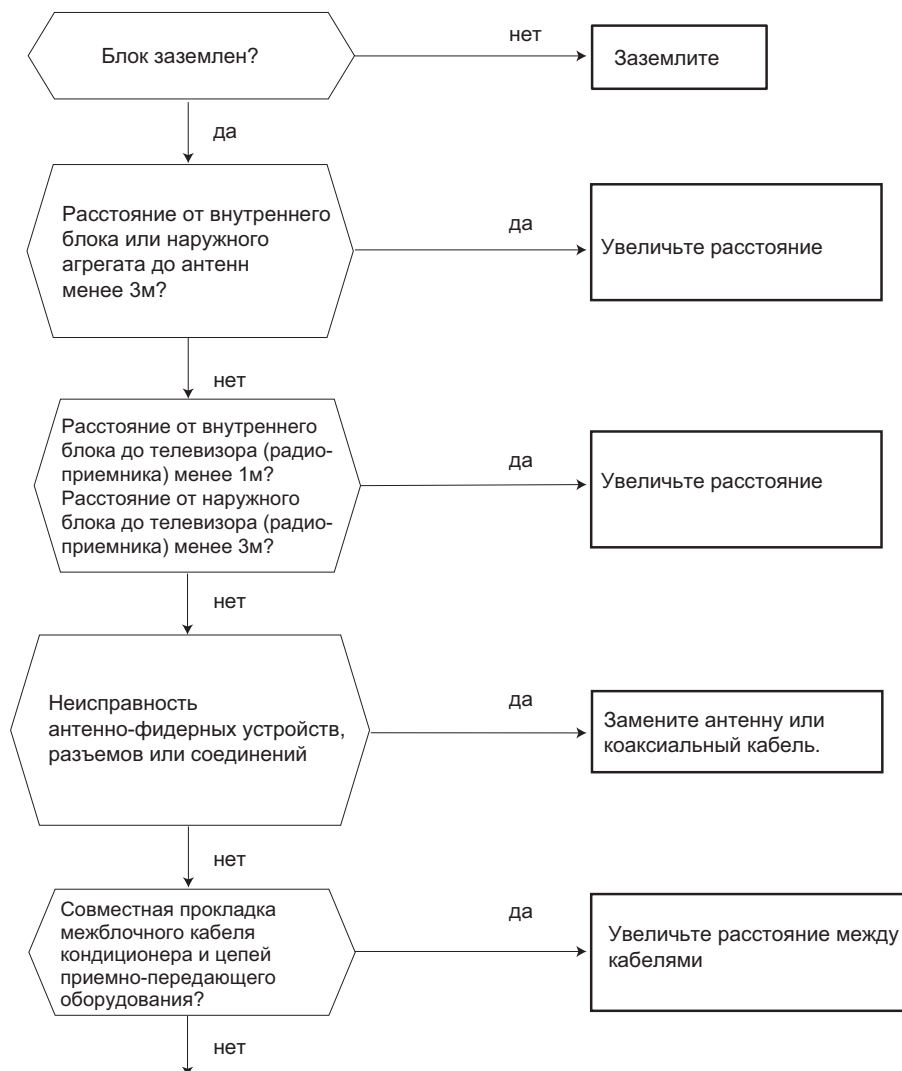 Блок заземлен?
нет
Заземлите
да
Расстояние от внутреннего
блока или наружного
агрегата до антенн
менее 3м?
да
Увеличьте расстояние
нет
Расстояние от внутреннего
блока до телевизора (радио-
приемника) менее 1м?
Расстояние от наружного
блока до телевизора (радио-
приемника) менее 3м?
да
Увеличьте расстояние
нет
Неисправность
антенно-фидерных устройств,
разъемов или соединений
да
Замените антенну или
коаксиальный кабель.
нет
Совместная прокладка
межблочного кабеля
кондиционера и цепей
приемно-передающего
оборудования?
да
Увеличьте расстояние между
кабелями
нет